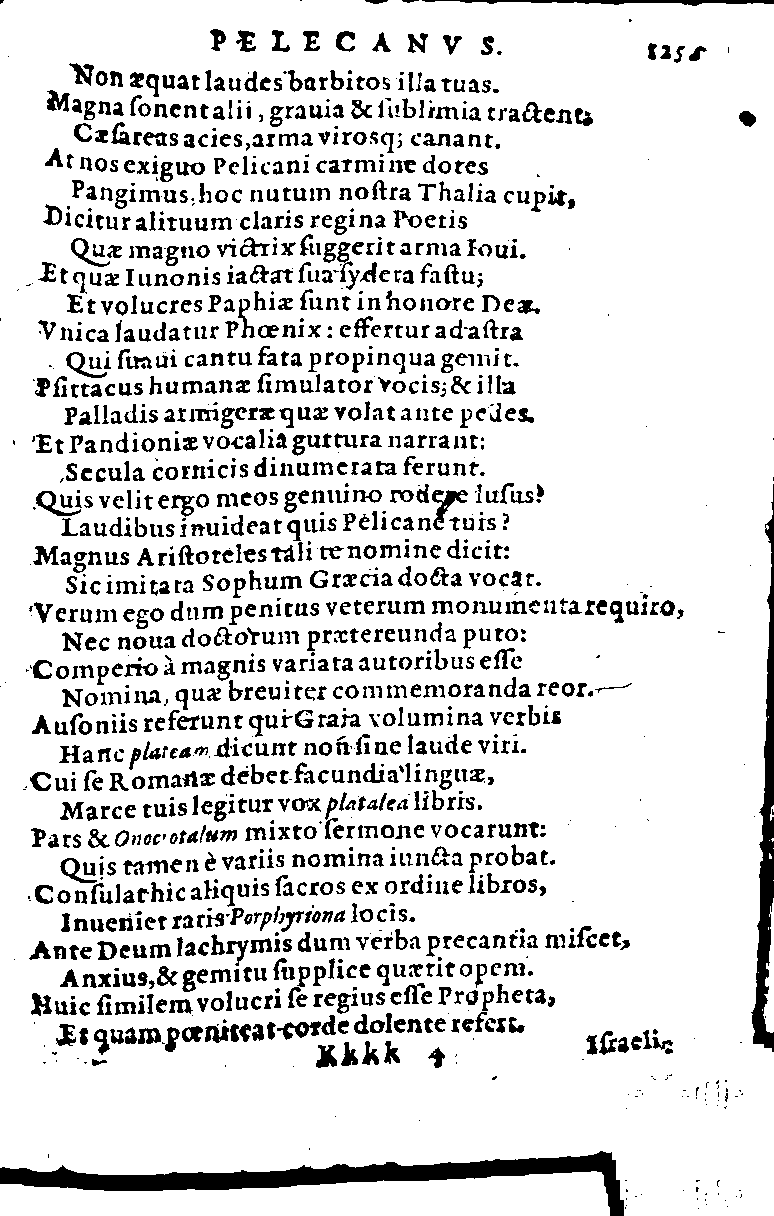 PELECANVS. 1255
Non æquat laudes barbitos illa tuas.
Magna ſonent alii, grauia & ſublimia tractent;
Cæſareas acies, arma virosq; canant.
At nos exiguo Pelicani carmine dotes
Pangimus, hoc nutum noſtra Thalia cupit,
Dicitur alituum claris regina Poetis
Quæ magno victrix ſuggerit arma Ioui.
Et quæ Iunonis iactat ſua ſydera faſtu;
Et volucres Paphiæ ſunt in honore Deæ.
Vnica laudatur Phœnix: effertur ad aſtra
Qui ſimul cantu fata propinqua gemit.
Pſittacus humanæ ſimulator vocis; & illa
Palladis armigeræ quæ volat ante pedes.
Et Pandioniæ vocalia guttura narrant:
Secula cornicis dinumerata ferunt.
Quis velit ergo meos genuino rodere luſus?
Laudibus inuideat quis Pelicane tuis?
Magnus Ariſtoteles tali te nomine dicit:
Sic imitata Sophum Græcia docta vocat.
Verum ego dum penitus veterum monumenta requiro,
Nec noua doctorum prætereunda puto:
Comperio à magnis variata autoribus eſſe
Nomina, quæ breuiter commemoranda reor.
Auſoniis referunt qui Graia volumina verbis
Hanc plateam dicunt non ſine laude viri.
Cui ſe Romanæ debet facundia linguæ,
Marce tuis legitur vox platalea libris.
Pars & Onocrotalum mixto ſermone vocarunt:
Quis tamen è variis nomina iuncta probat.
Conſulat hic aliquis ſacros ex ordine libros,
Inueniet raris Porphyriona locis.
Ante Deum lachrymis dum verba precantia miſcet,
Anxius, & gemitu ſupplice quærit opem.
Huic ſimilem volucri ſe regius eſſe Propheta,
Et quam pœniteat corde dolente refert.
Kkkk 4 Iſraeli-